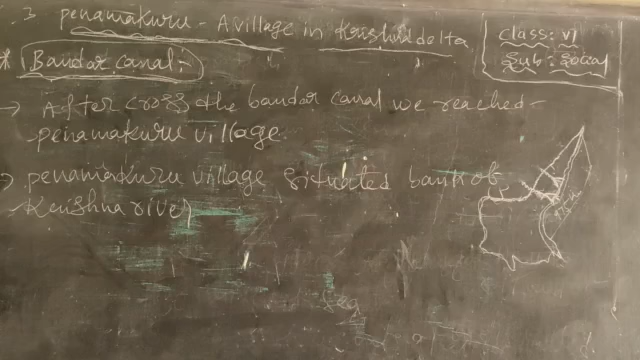 3 penamakuru - A village in Krishna delta
Class: VI
Sub: Social
* Bandar canal:-
→ After cross the bandar canal we reached -
penamakuru village
→ penamakuru village situated bank of
Krishna river